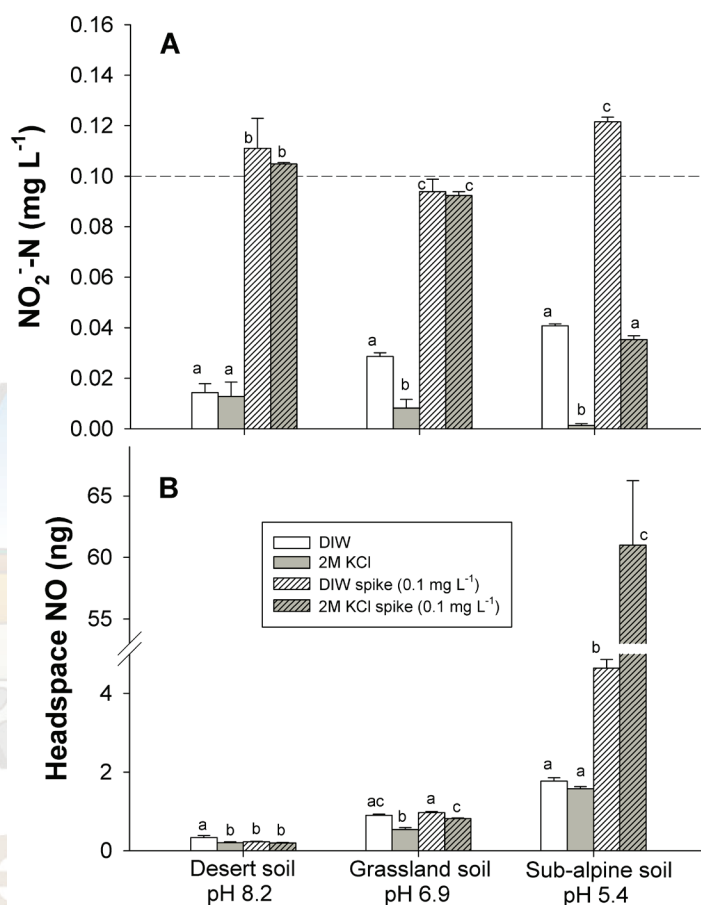 A
NO₂⁻-N (mg L⁻¹)
0.16
0.14
0.12
0.10
0.08
0.06
0.04
0.02
0.00
a a b b
a b c c
a b c a
B
Headspace NO (ng)
65
60
55
4
2
0
DIW
2M KCl
DIW spike (0.1 mg L⁻¹)
2M KCl spike (0.1 mg L⁻¹)
a b b b
ac b a c
a a b c
Desert soil Grassland soil Sub-alpine soil
pH 8.2 pH 6.9 pH 5.4